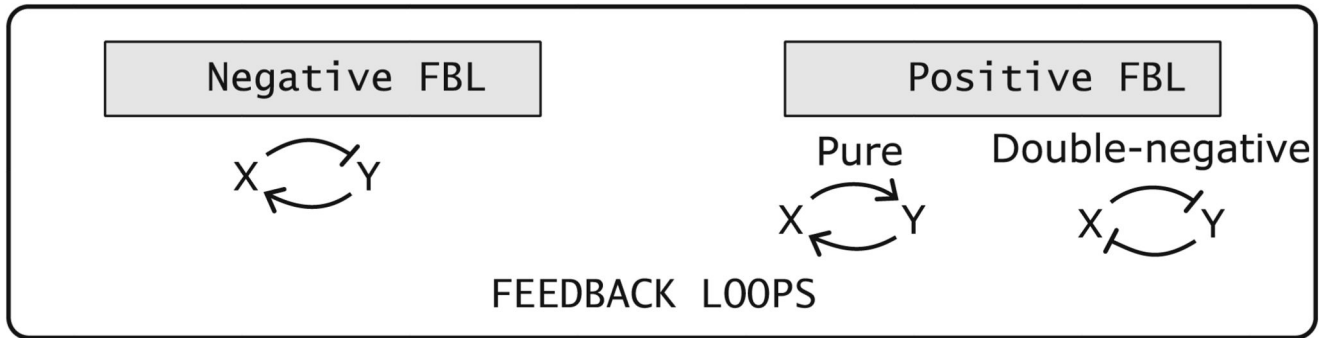 Negative FBL
Positive FBL
Pure
Double-negative
X Y
X Y
X Y
FEEDBACK LOOPS